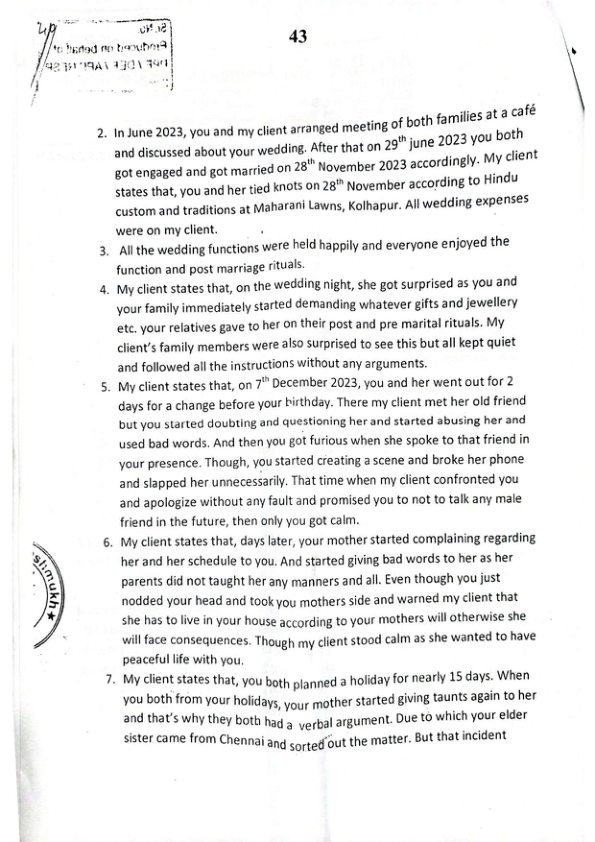 43
2. In June 2023, you and my client arranged meeting of both families at a café
and discussed about your wedding. After that on 29th june 2023 you both
got engaged and got married on 28th November 2023 accordingly. My client
states that, you and her tied knots on 28th November according to Hindu
custom and traditions at Maharani Lawns, Kolhapur. All wedding expenses
were on my client.
3. All the wedding functions were held happily and everyone enjoyed the
function and post marriage rituals.
4. My client states that, on the wedding night, she got surprised as you and
your family immediately started demanding whatever gifts and jewellery
etc. your relatives gave to her on their post and pre marital rituals. My
client's family members were also surprised to see this but all kept quiet
and followed all the instructions without any arguments.
5. My client states that, on 7th December 2023, you and her went out for 2
days for a change before your birthday. There my client met her old friend
but you started doubting and questioning her and started abusing her and
used bad words. And then you got furious when she spoke to that friend in
your presence. Though, you started creating a scene and broke her phone
and slapped her unnecessarily. That time when my client confronted you
and apologize without any fault and promised you to not to talk any male
friend in the future, then only you got calm.
6. My client states that, days later, your mother started complaining regarding
her and her schedule to you. And started giving bad words to her as her
parents did not taught her any manners and all. Even though you just
nodded your head and took you mothers side and warned my client that
she has to live in your house according to your mothers will otherwise she
will face consequences. Though my client stood calm as she wanted to have
peaceful life with you.
7. My client states that, you both planned a holiday for nearly 15 days. When
you both from your holidays, your mother started giving taunts again to her
and that's why they both had a verbal argument. Due to which your elder
sister came from Chennai and sorted out the matter. But that incident